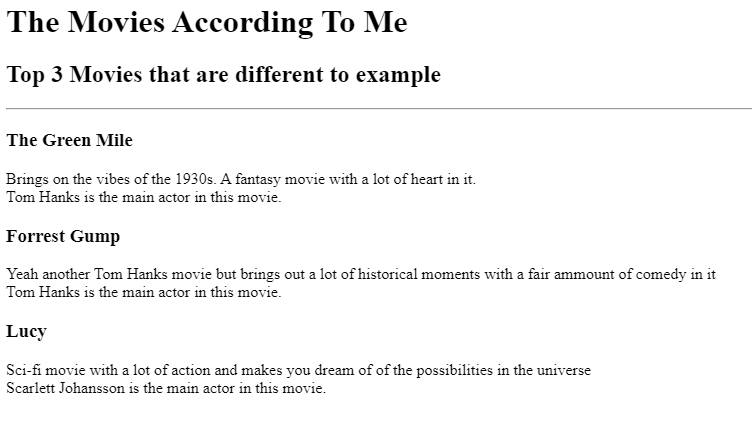 The Movies According To Me
Top 3 Movies that are different to example
The Green Mile
Brings on the vibes of the 1930s. A fantasy movie with a lot of heart in it.
Tom Hanks is the main actor in this movie.
Forrest Gump
Yeah another Tom Hanks movie but brings out a lot of historical moments with a fair ammount of comedy in it
Tom Hanks is the main actor in this movie.
Lucy
Sci-fi movie with a lot of action and makes you dream of of the possibilities in the universe
Scarlett Johansson is the main actor in this movie.